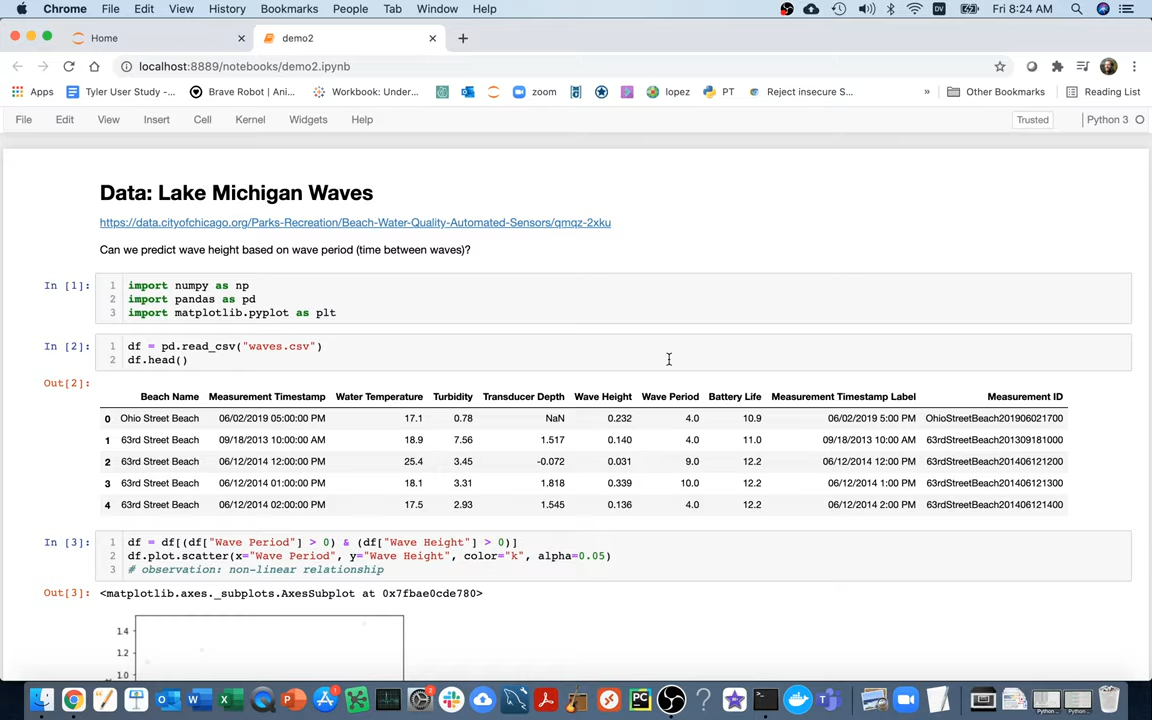 Chrome File Edit View History Bookmarks People Tab Window Help Fri 8:24 AM
Home demo2
localhost:8889/notebooks/demo2.ipynb
Apps Tyler User Study -... Brave Robot | Ani... Workbook: Under... zoom lopez PT Reject insecure S... » Other Bookmarks Reading List
File Edit View Insert Cell Kernel Widgets Help Trusted Python 3
Data: Lake Michigan Waves
https://data.cityofchicago.org/Parks-Recreation/Beach-Water-Quality-Automated-Sensors/qmqz-2xku
Can we predict wave height based on wave period (time between waves)?
In [1]: 1 import numpy as np
2 import pandas as pd
3 import matplotlib.pyplot as plt
In [2]: 1 df = pd.read_csv("waves.csv")
2 df.head()
Out[2]:
Beach Name Measurement Timestamp Water Temperature Turbidity Transducer Depth Wave Height Wave Period Battery Life Measurement Timestamp Label Measurement ID
0 Ohio Street Beach 06/02/2019 05:00:00 PM 17.1 0.78 NaN 0.232 4.0 10.9 06/02/2019 5:00 PM OhioStreetBeach201906021700
1 63rd Street Beach 09/18/2013 10:00:00 AM 18.9 7.56 1.517 0.140 4.0 11.0 09/18/2013 10:00 AM 63rdStreetBeach201309181000
2 63rd Street Beach 06/12/2014 12:00:00 PM 25.4 3.45 -0.072 0.031 9.0 12.2 06/12/2014 12:00 PM 63rdStreetBeach201406121200
3 63rd Street Beach 06/12/2014 01:00:00 PM 18.1 3.31 1.818 0.339 10.0 12.2 06/12/2014 1:00 PM 63rdStreetBeach201406121300
4 63rd Street Beach 06/12/2014 02:00:00 PM 17.5 2.93 1.545 0.136 4.0 12.2 06/12/2014 2:00 PM 63rdStreetBeach201406121400
In [3]: 1 df = df[(df["Wave Period"] > 0) & (df["Wave Height"] > 0)]
2 df.plot.scatter(x="Wave Period", y="Wave Height", color="k", alpha=0.05)
3 # observation: non-linear relationship
Out[3]: <matplotlib.axes._subplots.AxesSubplot at 0x7fbae0cde780>
1.4
1.2
1.0